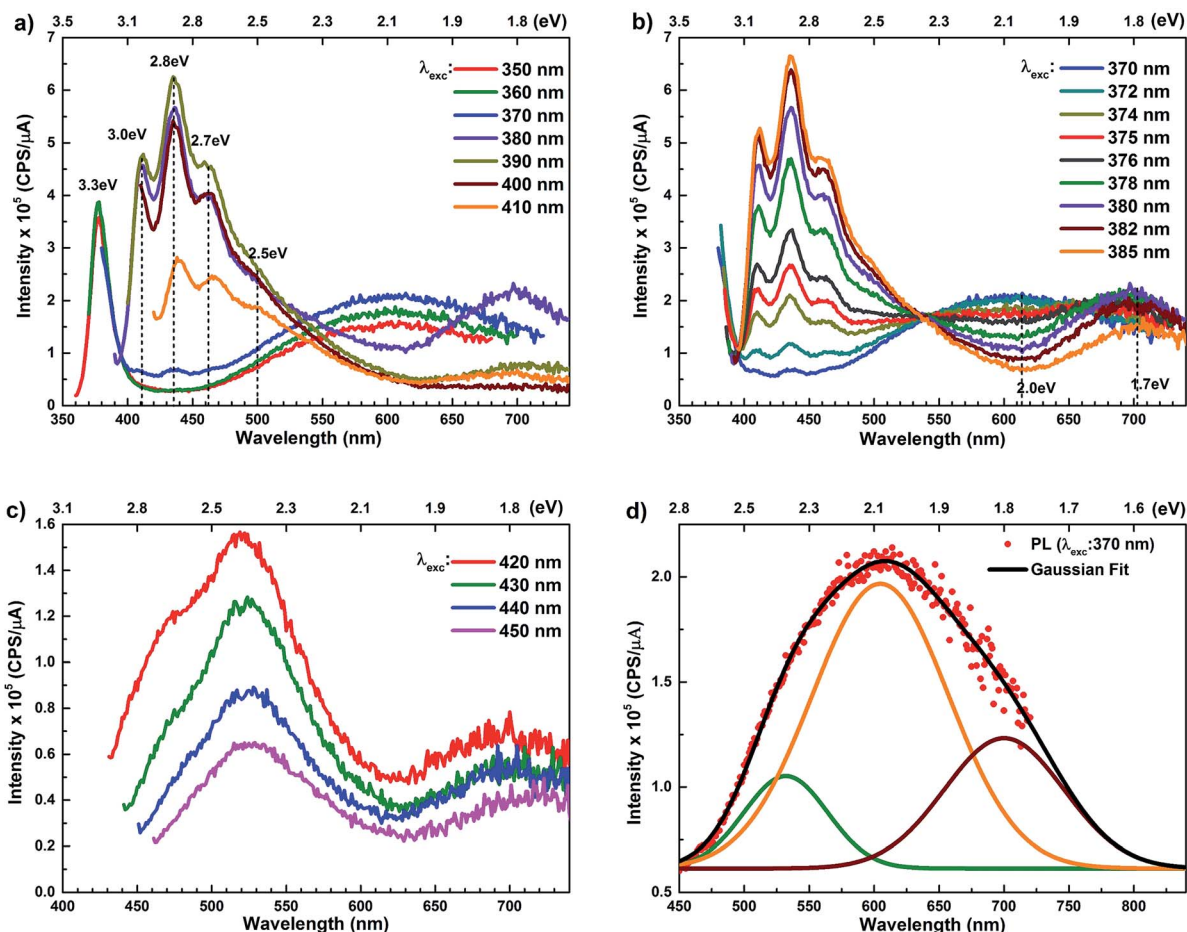 3.5 3.1 2.8 2.5 2.3 2.1 1.9 1.8 (eV)
a)
7
6
5
4
3
2
1
0
Intensity x 10⁵ (CPS/μA)
2.8eV
3.0eV
2.7eV
3.3eV
2.5eV
λexc:
350 nm
360 nm
370 nm
380 nm
390 nm
400 nm
410 nm
350 400 450 500 550 600 650 700
Wavelength (nm)
3.5 3.1 2.8 2.5 2.3 2.1 1.9 1.8 (eV)
b)
7
6
5
4
3
2
1
0
Intensity x 10⁵ (CPS/μA)
λexc:
370 nm
372 nm
374 nm
375 nm
376 nm
378 nm
380 nm
382 nm
385 nm
2.0eV
1.7eV
350 400 450 500 550 600 650 700
Wavelength (nm)
3.1 2.8 2.5 2.3 2.1 1.9 1.8 (eV)
c)
1.6
1.4
1.2
1.0
0.8
0.6
0.4
0.2
0.0
Intensity x 10⁵ (CPS/μA)
λexc:
420 nm
430 nm
440 nm
450 nm
400 450 500 550 600 650 700
Wavelength (nm)
2.8 2.5 2.3 2.1 1.9 1.8 1.7 1.6 (eV)
d)
2.0
1.5
1.0
0.5
Intensity x 10⁵ (CPS/μA)
PL (λexc:370 nm)
Gaussian Fit
450 500 550 600 650 700 750 800
Wavelength (nm)